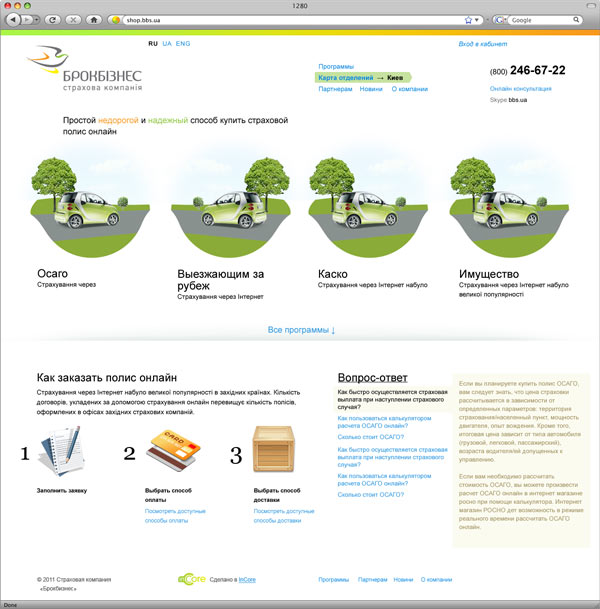 1280
shop.bbs.ua
Google
RU UA ENG
Вход в кабинет
БРОКБІЗНЕС
страхова компанія
Программы
Карта отделений → Киев
Партнерам Новини О компании
(800) 246-67-22
Онлайн консультация
Skype bbs.ua
Простой недорогой и надежный способ купить страховой
полис онлайн
Осаго
Страхування через
Выезжающим за
рубеж
Страхування через Інтернет
Каско
Страхування через Інтернет набуло
Имущество
Страхування через Інтернет набуло
великої популярності
Все программы ↓
Как заказать полис онлайн
Страхування через Інтернет набуло великої популярності в західних країнах. Кількість
договорів, укладених за допомогою страхування онлайн перевищує кількість полісів,
оформлених в офісах західних страхових компаній.
1
Заполнить заявку
2
ОСАГО
Выбрать способ
оплаты
Посмотреть доступные
способы оплаты
3
Выбрать способ
доставки
Посмотреть доступные
способы доставки
Вопрос-ответ
Как быстро осуществляется страховая
выплата при наступлении страхового
случая?
Как пользоваться калькулятором
расчета ОСАГО онлайн?
Сколько стоит ОСАГО?
Как быстро осуществляется страховая
выплата при наступлении страхового
случая?
Как пользоваться калькулятором
расчета ОСАГО онлайн?
Сколько стоит ОСАГО?
Если вы планируете купить полис ОСАГО,
вам следует знать, что цена страховки
рассчитывается в зависимости от
определенных параметров: территория
страхования/населенный пункт, мощность
двигателя, опыт вождения. Кроме того,
итоговая цена зависит от типа автомобиля
(грузовой, легковой, пассажирский),
возраста водителя/ей допущенных к
управлению.
Если вам необходимо рассчитать
стоимость ОСАГО, вы можете произвести
расчет ОСАГО онлайн в интернет магазине
росно при помощи калькулятора. Интернет
магазин РОСНО дет возможность в режиме
реального времени рассчитать ОСАГО
онлайн.
© 2011 Страховая компания
«Брокбизнес»
inCore Сделано в InCore
Программы Партнерам Новини О компании
Done